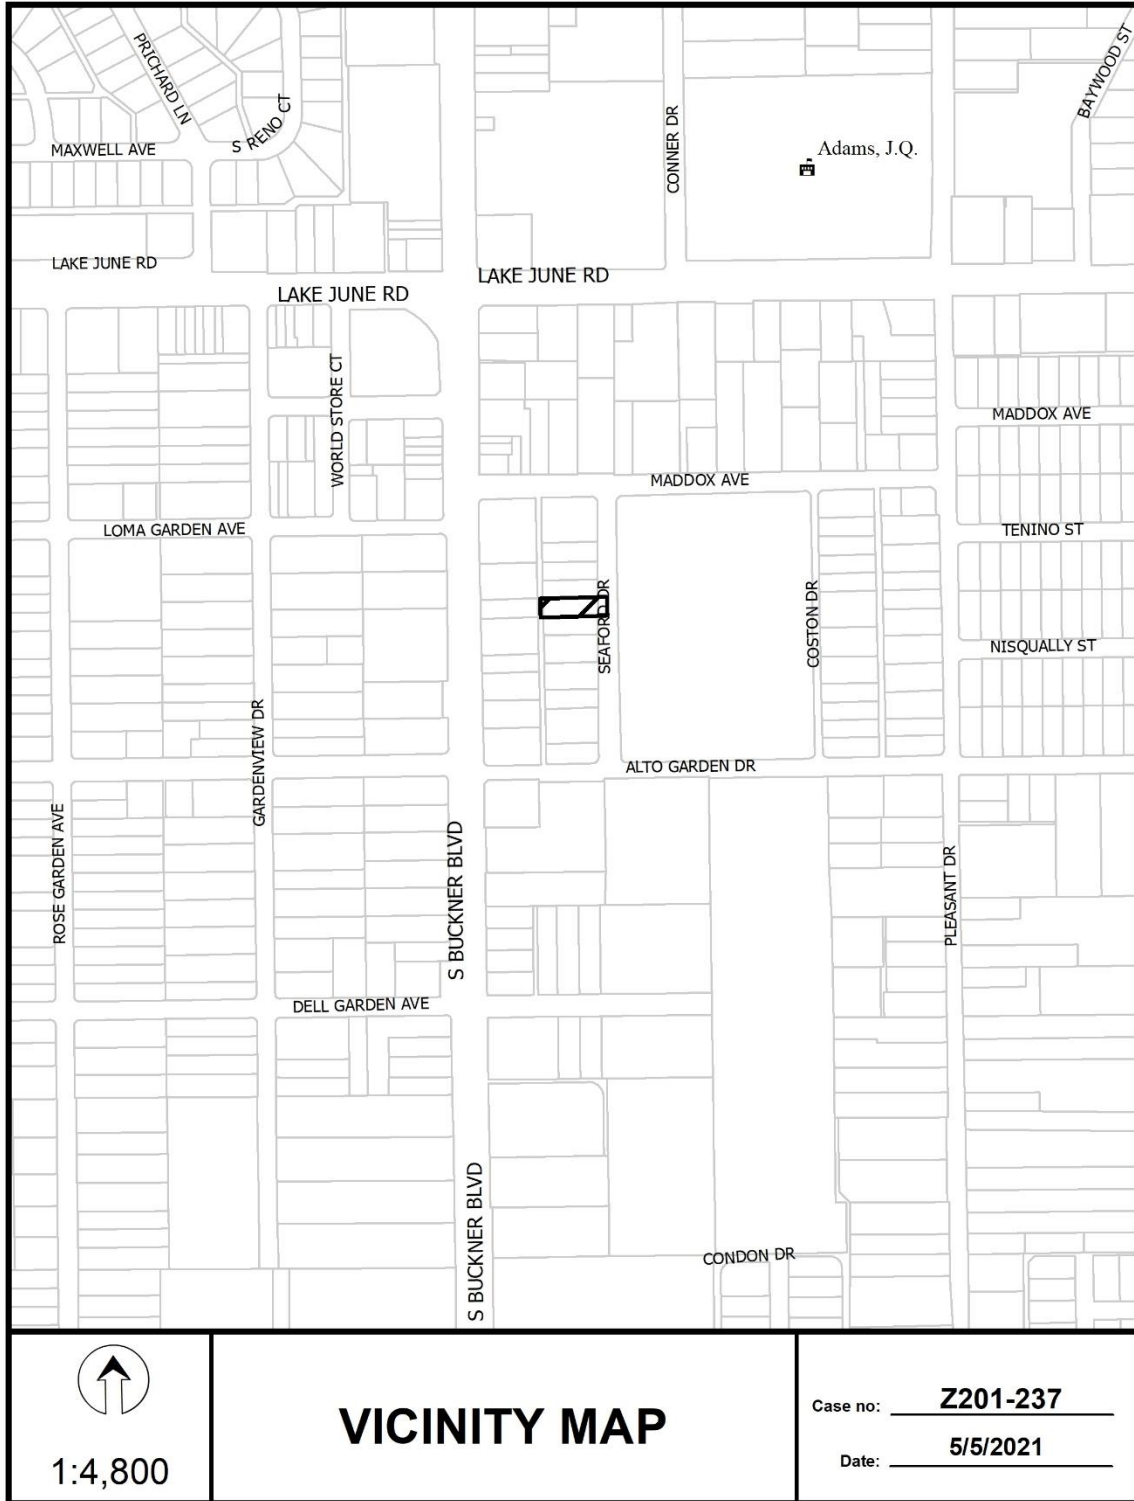 PRICHARD LN
BAYWOOD ST
S RENO CT
MAXWELL AVE
CONNER DR
Adams, J.Q.
LAKE JUNE RD
LAKE JUNE RD
LAKE JUNE RD
WORLD STORE CT
MADDOX AVE
MADDOX AVE
LOMA GARDEN AVE
TENINO ST
SEAFORD DR
COSTON DR
NISQUALLY ST
GARDENVIEW DR
ALTO GARDEN DR
ROSE GARDEN AVE
S BUCKNER BLVD
PLEASANT DR
DELL GARDEN AVE
S BUCKNER BLVD
CONDON DR
1:4,800
VICINITY MAP
Case no: Z201-237
Date: 5/5/2021